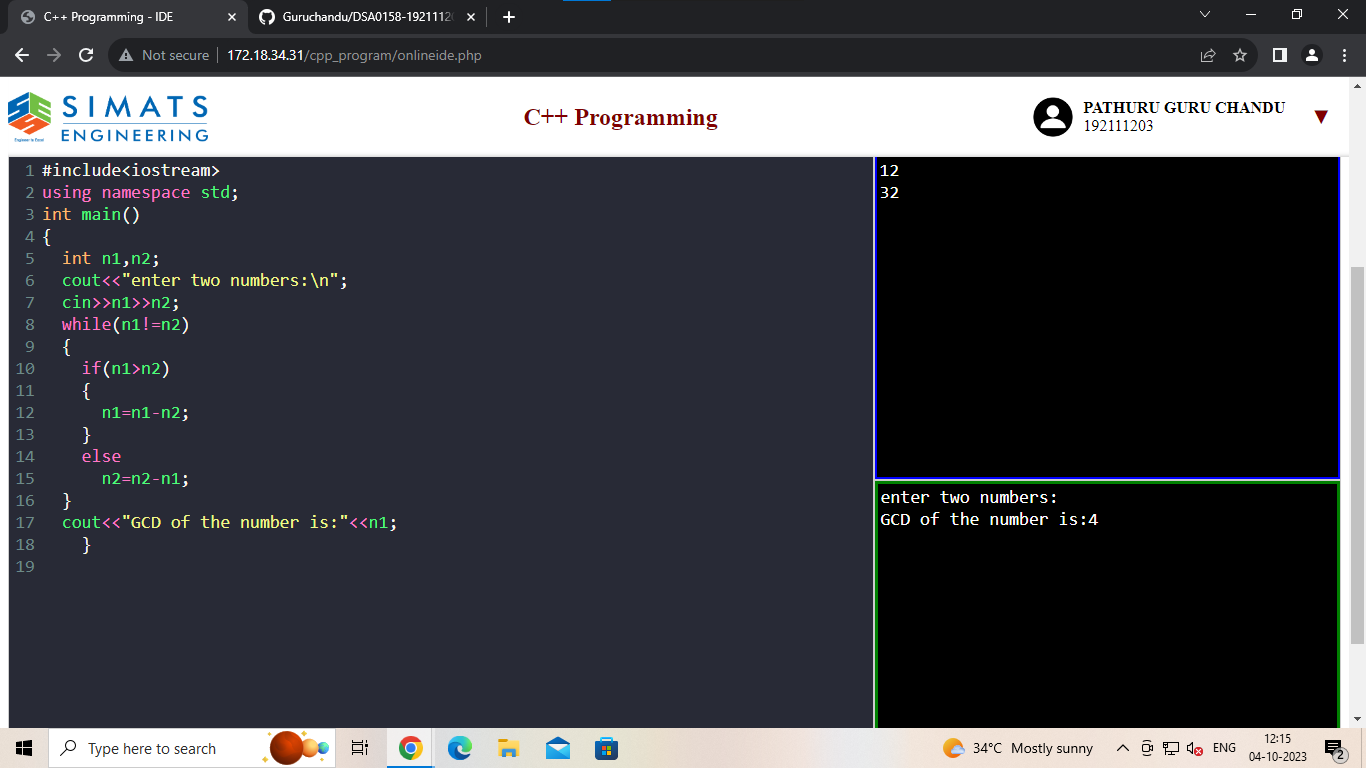 C++ Programming - IDE
Guruchandu/DSA0158-1921112
Not secure
172.18.34.31/cpp_program/onlineide.php
SIMATS
ENGINEERING
Engineer to Excel
C++ Programming
PATHURU GURU CHANDU
192111203
1 #include<iostream>
2 using namespace std;
3 int main()
4 {
5   int n1,n2;
6   cout<<"enter two numbers:\n";
7   cin>>n1>>n2;
8   while(n1!=n2)
9   {
10     if(n1>n2)
11     {
12       n1=n1-n2;
13     }
14     else
15       n2=n2-n1;
16   }
17   cout<<"GCD of the number is:"<<n1;
18     }
19
12
32
enter two numbers:
GCD of the number is:4
Type here to search
34°C Mostly sunny
ENG
12:15
04-10-2023
2